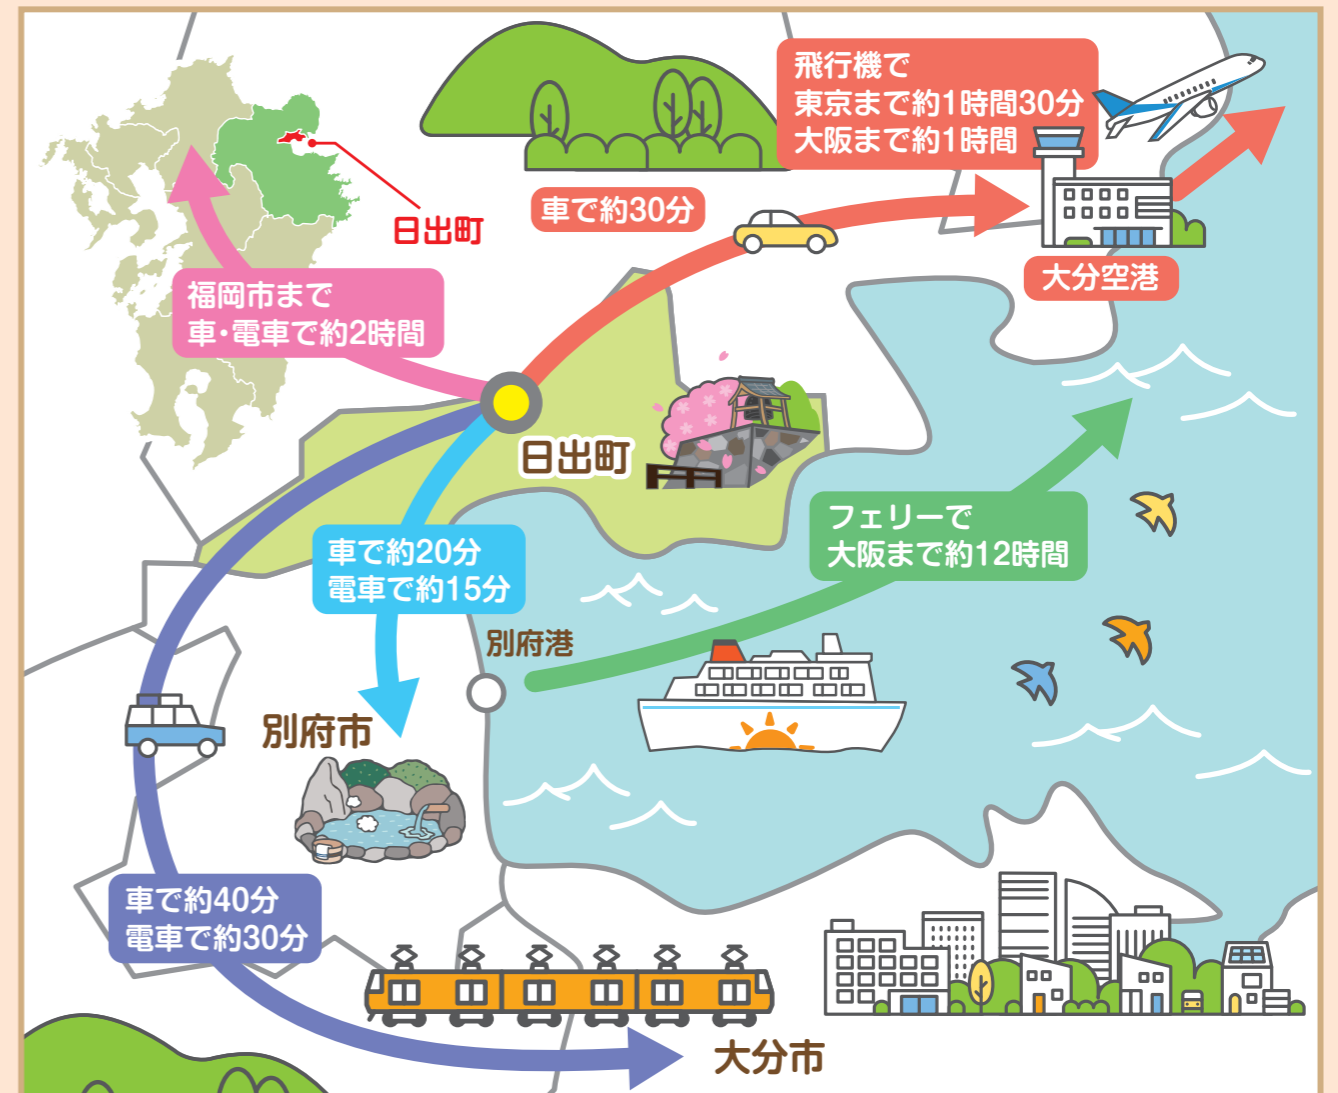 飛行機で
東京まで約1時間30分
大阪まで約1時間
車で約30分
日出町
大分空港
福岡市まで
車・電車で約2時間
日出町
フェリーで
大阪まで約12時間
車で約20分
電車で約15分
別府港
別府市
車で約40分
電車で約30分
大分市